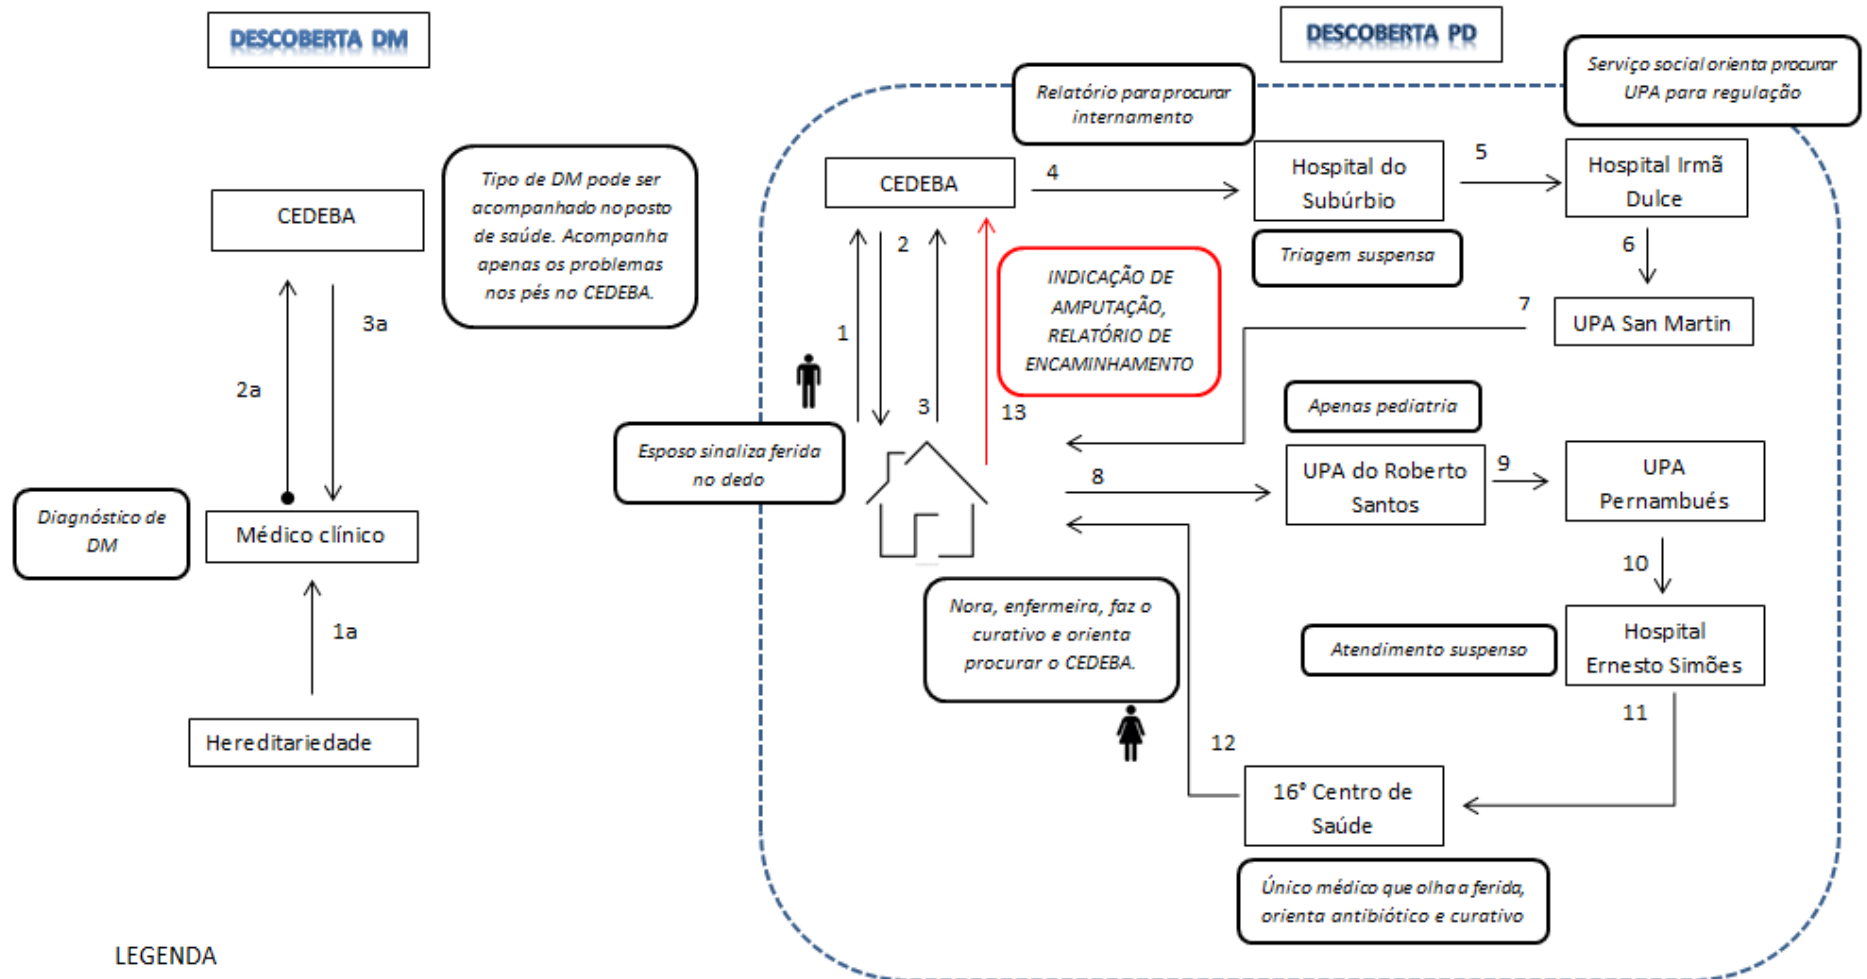 DESCOBERTA DM
CEDEBA
Tipo de DM pode ser
acompanhado no posto
de saúde. Acompanha
apenas os problemas
nos pés no CEDEBA.
3a
2a
Diagnóstico de
DM
Médico clínico
1a
Hereditariedade
LEGENDA
DESCOBERTA PD
Serviço social orienta procurar
UPA para regulação
Relatório para procurar
internamento
CEDEBA
4
Hospital do
Subúrbio
5
Hospital Irmã
Dulce
Triagem suspensa
6
7
UPA San Martin
1
2
3
13
INDICAÇÃO DE
AMPUTAÇÃO,
RELATÓRIO DE
ENCAMINHAMENTO
Esposo sinaliza ferida
no dedo
Apenas pediatria
8
UPA do Roberto
Santos
9
UPA
Pernambués
10
Nora, enfermeira, faz o
curativo e orienta
procurar o CEDEBA.
Atendimento suspenso
Hospital
Ernesto Simões
11
12
16° Centro de
Saúde
Único médico que olha a ferida,
orienta antibiótico e curativo